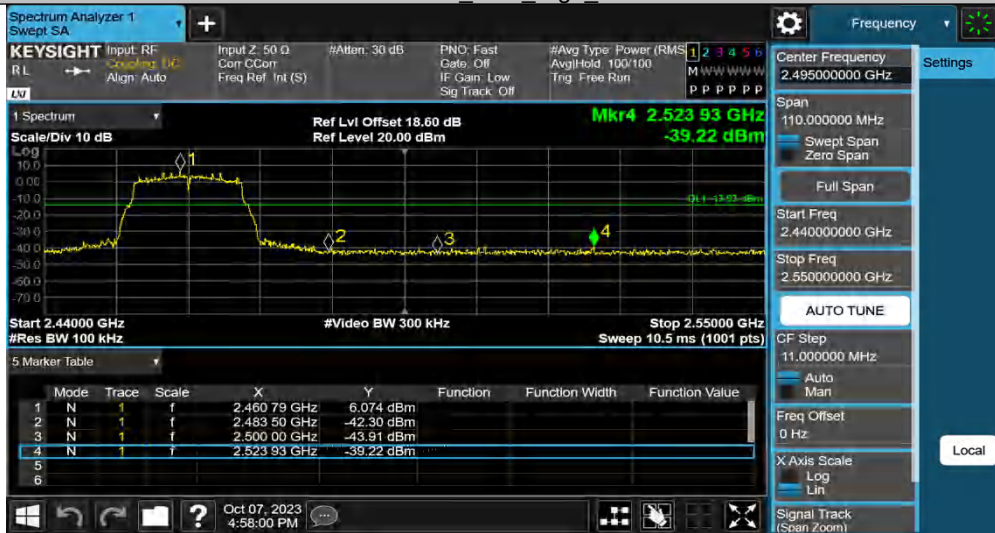 Spectrum Analyzer 1
Swept SA
+
Frequency
KEYSIGHT
RL
LXI
Input: RF
Coupling: DC
Align: Auto
Input Z: 50 Ω
Corr CCorr
Freq Ref: Int (S)
#Atten: 30 dB
PNO: Fast
Gate: Off
IF Gain: Low
Sig Track: Off
#Avg Type: Power (RMS
Avg|Hold: 100/100
Trig: Free Run
1 2 3 4 5 6
M W W W W W
P P P P P P
1 Spectrum
Scale/Div 10 dB
Ref Lvl Offset 18.60 dB
Ref Level 20.00 dBm
Mkr4 2.523 93 GHz
-39.22 dBm
Log
10.0
0.00
-10.0
-20.0
-30.0
-40.0
-50.0
-60.0
-70.0
1
2
3
4
DL1 -13.93 dBm
Start 2.44000 GHz
#Res BW 100 kHz
#Video BW 300 kHz
Stop 2.55000 GHz
Sweep 10.5 ms (1001 pts)
5 Marker Table
Mode Trace Scale X Y Function Function Width Function Value
1 N 1 f 2.460 79 GHz 6.074 dBm
2 N 1 f 2.483 50 GHz -42.30 dBm
3 N 1 f 2.500 00 GHz -43.91 dBm
4 N 1 f 2.523 93 GHz -39.22 dBm
5
6
?
Oct 07, 2023
4:58:00 PM
Center Frequency
2.495000000 GHz
Span
110.000000 MHz
Swept Span
Zero Span
Full Span
Start Freq
2.440000000 GHz
Stop Freq
2.550000000 GHz
AUTO TUNE
CF Step
11.000000 MHz
Auto
Man
Freq Offset
0 Hz
X Axis Scale
Log
Lin
Signal Track
(Span Zoom)
Settings
Local